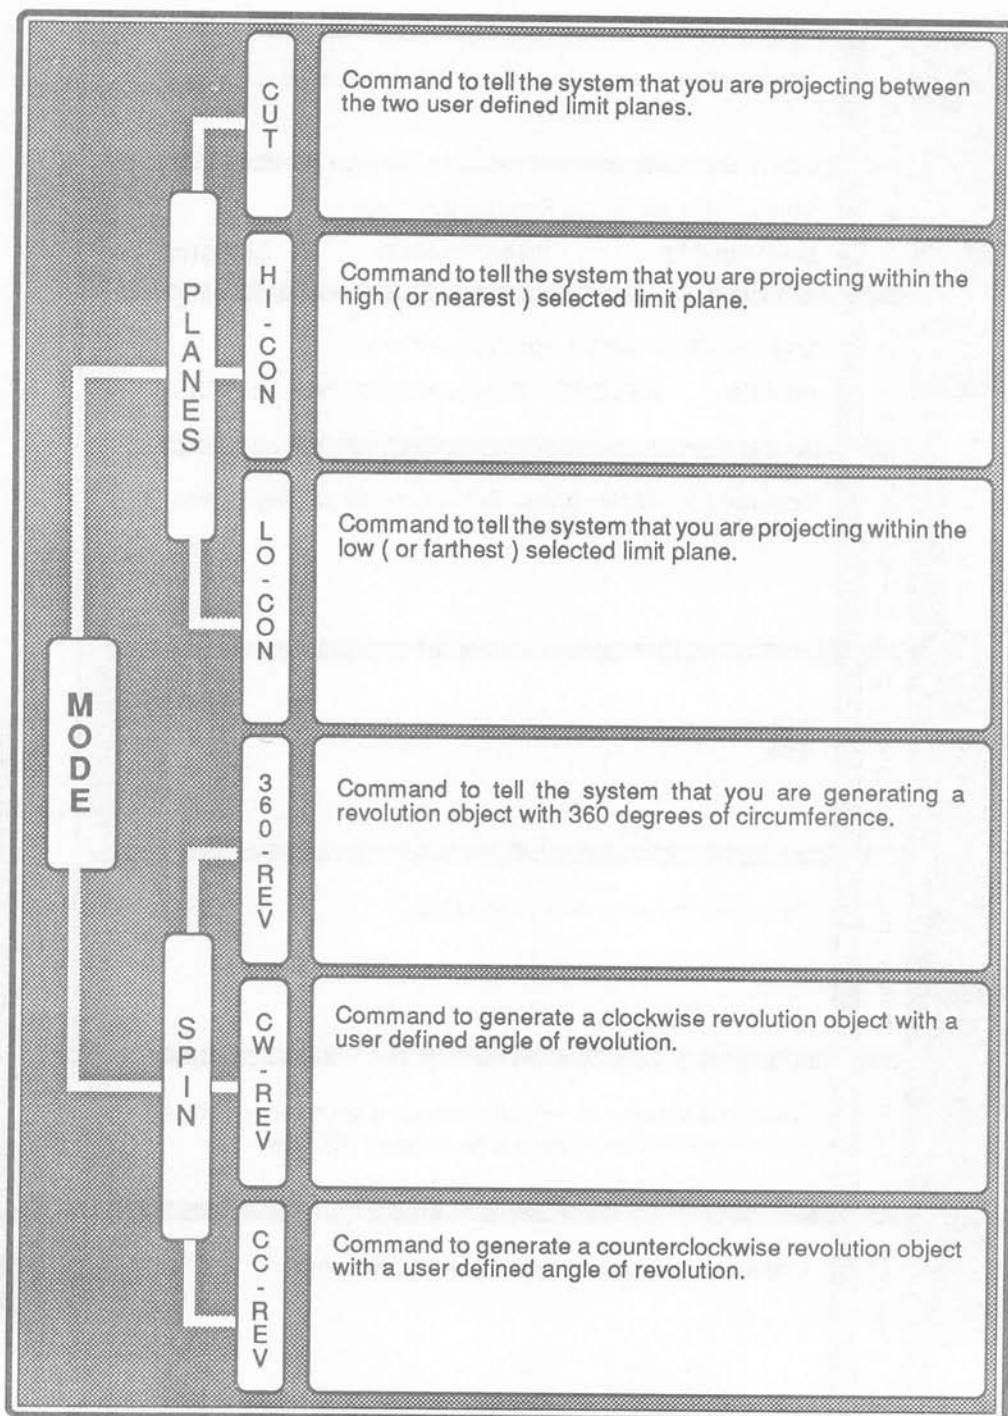 MODE
PLANES
CUT
Command to tell the system that you are projecting between
the two user defined limit planes.
HI-CON
Command to tell the system that you are projecting within the
high ( or nearest ) selected limit plane.
LO-CON
Command to tell the system that you are projecting within the
low ( or farthest ) selected limit plane.
SPIN
360 REV
Command to tell the system that you are generating a
revolution object with 360 degrees of circumference.
CW-REV
Command to generate a clockwise revolution object with a
user defined angle of revolution.
CC-REV
Command to generate a counterclockwise revolution object
with a user defined angle of revolution.